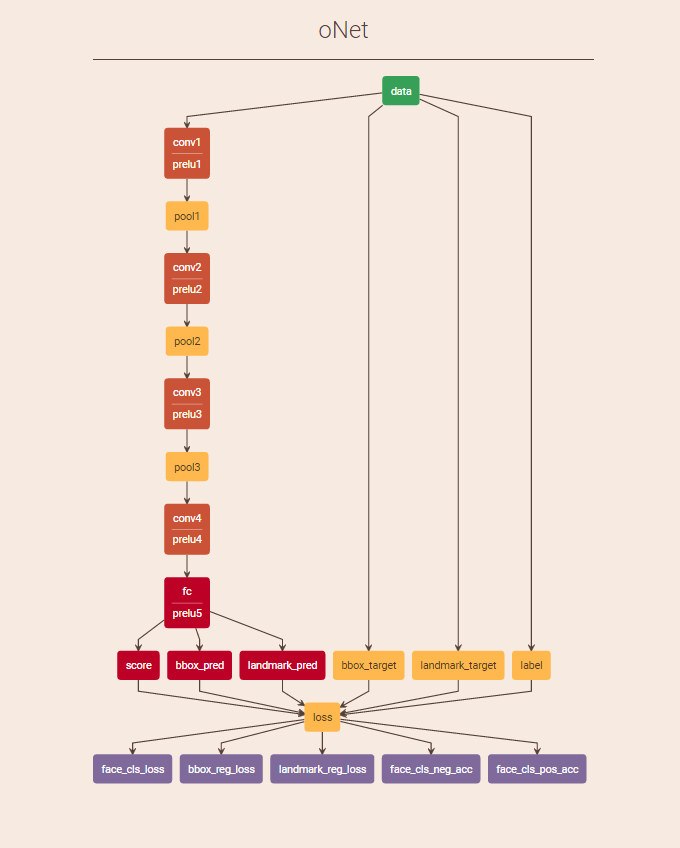 oNet
data
conv1
prelu1
pool1
conv2
prelu2
pool2
conv3
prelu3
pool3
conv4
prelu4
fc
prelu5
score
bbox_pred
landmark_pred
bbox_target
landmark_target
label
loss
face_cls_loss
bbox_reg_loss
landmark_reg_loss
face_cls_neg_acc
face_cls_pos_acc